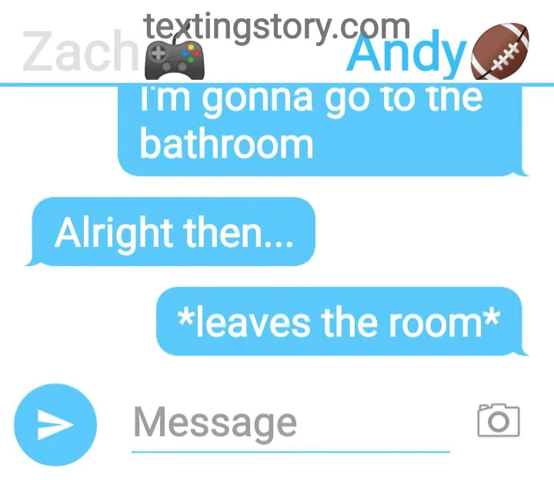 textingstory.com
Zach🎮 Andy🏈
I'm gonna go to the
bathroom
Alright then...
*leaves the room*
Message